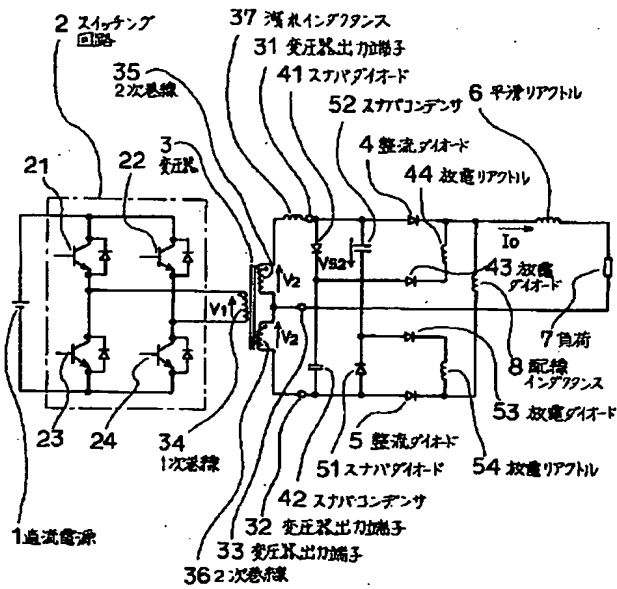 2 スイッチング
回路
37 漏れインダクタンス
31 変圧器出力端子
41 スナバダイオード
52 スナバコンデンサ
4 整流ダイオード
44 放電リアクトル
6 平滑リアクトル
35
2次巻線
3
変圧器
21
22
Io
VS2
V2
V1
V2
43 放電
ダイオード
7 負荷
8 配線
インダクタンス
23
24
34
1次巻線
53 放電ダイオード
5 整流ダイオード
51 スナバダイオード
54 放電リアクトル
42 スナバコンデンサ
32 変圧器出力端子
33 変圧器出力端子
36 2次巻線
1 直流電源